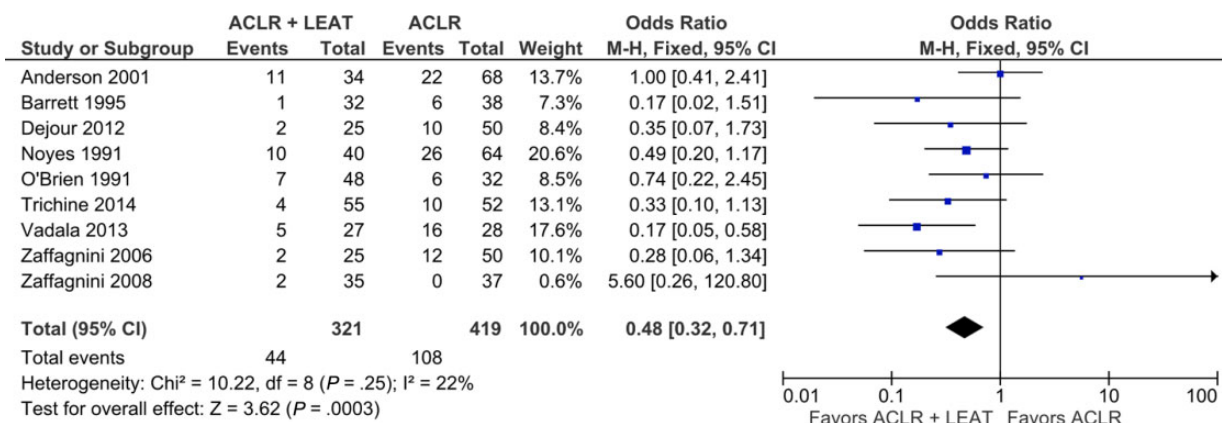 ACLR + LEAT ACLR Odds Ratio Odds Ratio
Study or Subgroup Events Total Events Total Weight M-H, Fixed, 95% CI M-H, Fixed, 95% CI
Anderson 2001 11 34 22 68 13.7% 1.00 [0.41, 2.41]
Barrett 1995 1 32 6 38 7.3% 0.17 [0.02, 1.51]
Dejour 2012 2 25 10 50 8.4% 0.35 [0.07, 1.73]
Noyes 1991 10 40 26 64 20.6% 0.49 [0.20, 1.17]
O'Brien 1991 7 48 6 32 8.5% 0.74 [0.22, 2.45]
Trichine 2014 4 55 10 52 13.1% 0.33 [0.10, 1.13]
Vadala 2013 5 27 16 28 17.6% 0.17 [0.05, 0.58]
Zaffagnini 2006 2 25 12 50 10.1% 0.28 [0.06, 1.34]
Zaffagnini 2008 2 35 0 37 0.6% 5.60 [0.26, 120.80]
Total (95% CI) 321 419 100.0% 0.48 [0.32, 0.71]
Total events 44 108
Heterogeneity: Chi² = 10.22, df = 8 (P = .25); I² = 22%
Test for overall effect: Z = 3.62 (P = .0003)
0.01 0.1 1 10 100
Favors ACLR + LEAT Favors ACLR